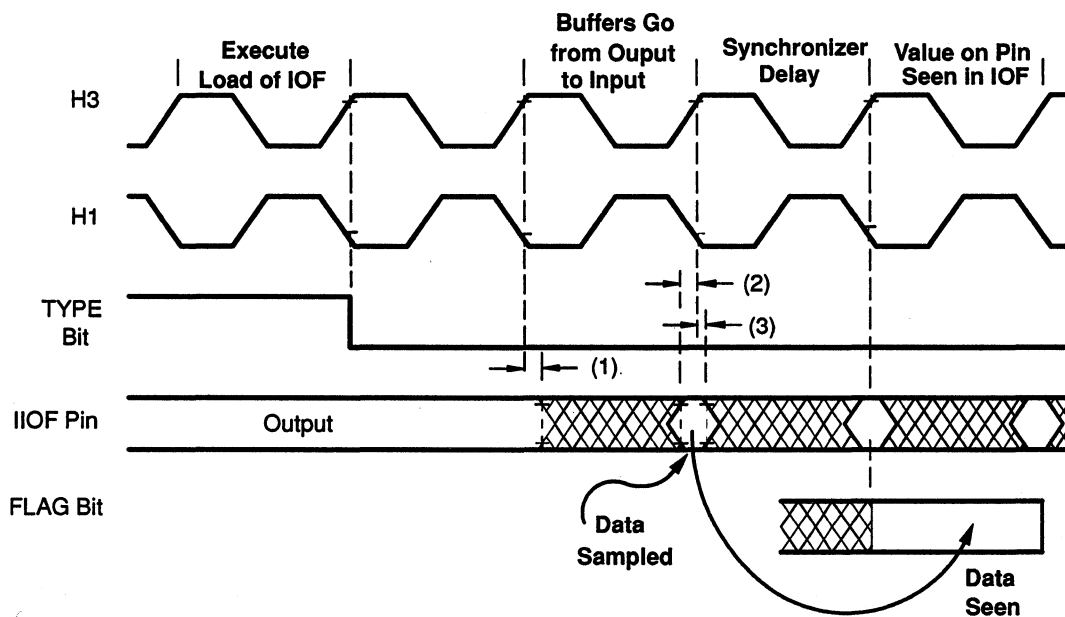 Execute
Load of IOF
Buffers Go
from Ouput
to Input
Synchronizer
Delay
Value on Pin
Seen in IOF
H3
H1
TYPE
Bit
(2)
(3)
(1)
IIOF Pin
Output
FLAG Bit
Data
Sampled
Data
Seen